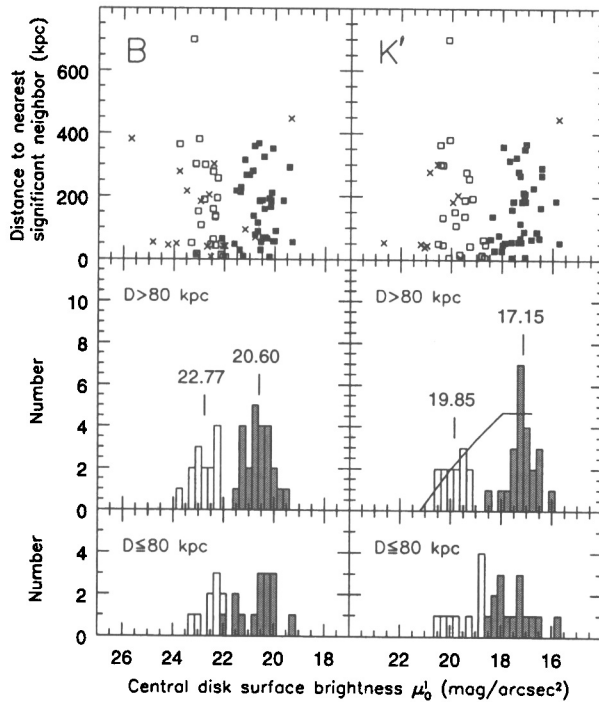 B
K'
Distance to nearest
significant neighbor (kpc)
600
400
200
0
D>80 kpc
22.77
20.60
D>80 kpc
17.15
19.85
Number
10
8
6
4
2
0
D≦80 kpc
D≦80 kpc
Number
4
2
0
26 24 22 20 18
22 20 18 16
Central disk surface brightness μ₀ⁱ (mag/arcsec²)